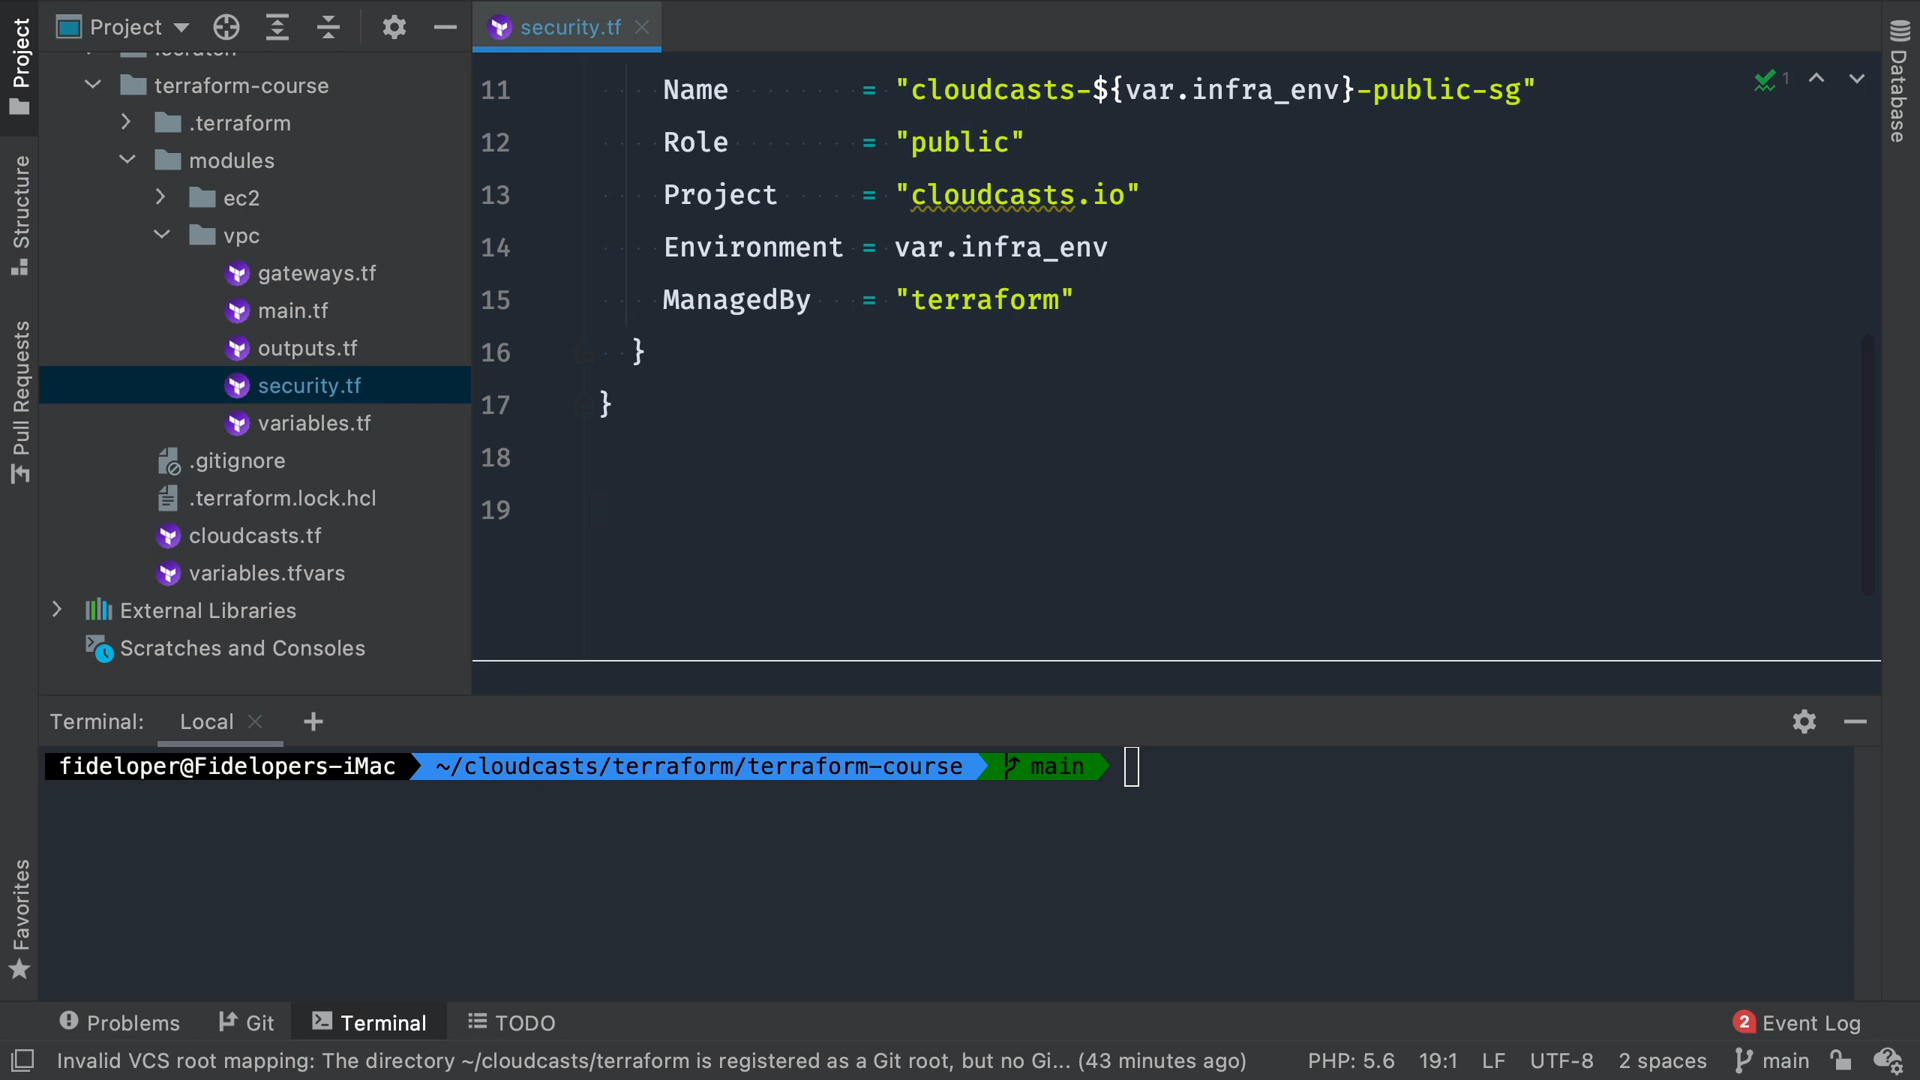 Project
security.tf
.scratch
terraform-course
.terraform
modules
ec2
vpc
gateways.tf
main.tf
outputs.tf
security.tf
variables.tf
.gitignore
.terraform.lock.hcl
cloudcasts.tf
variables.tfvars
External Libraries
Scratches and Consoles
Project
Structure
Pull Requests
Favorites
11 Name = "cloudcasts-${var.infra_env}-public-sg"
12 Role = "public"
13 Project = "cloudcasts.io"
14 Environment = var.infra_env
15 ManagedBy = "terraform"
16 }
17 }
18
19
1
Database
Terminal: Local
fideloper@Fidelopers-iMac ~/cloudcasts/terraform/terraform-course main
Problems Git Terminal TODO 2 Event Log
Invalid VCS root mapping: The directory ~/cloudcasts/terraform is registered as a Git root, but no Gi... (43 minutes ago) PHP: 5.6 19:1 LF UTF-8 2 spaces main